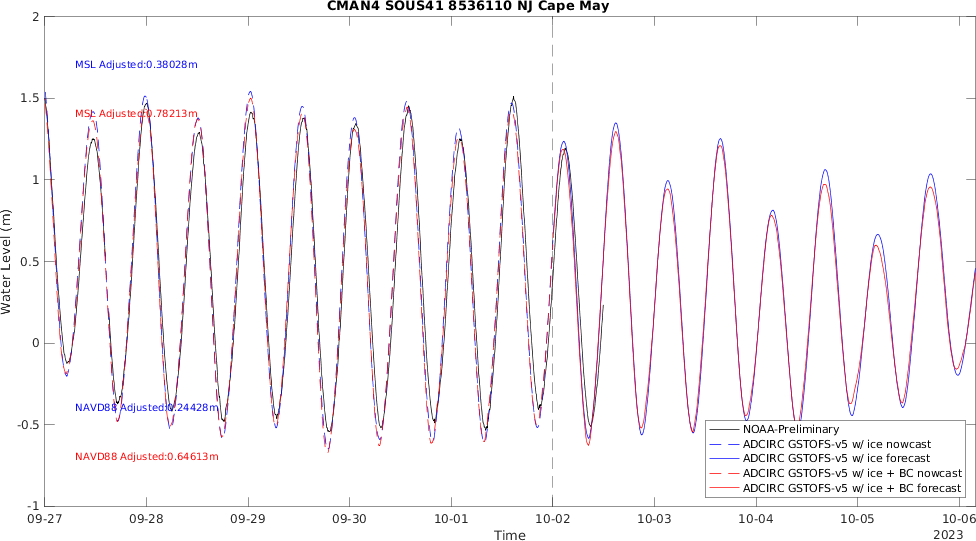 CMAN4 SOUS41 8536110 NJ Cape May
2
1.5
1
0.5
0
-0.5
-1
Water Level (m)
MSL Adjusted:0.38028m
MSL Adjusted:0.78213m
NAVD88 Adjusted:0.24428m
NAVD88 Adjusted:0.64613m
NOAA-Preliminary
ADCIRC GSTOFS-v5 w/ ice nowcast
ADCIRC GSTOFS-v5 w/ ice forecast
ADCIRC GSTOFS-v5 w/ ice + BC nowcast
ADCIRC GSTOFS-v5 w/ ice + BC forecast
09-27 09-28 09-29 09-30 10-01 10-02 10-03 10-04 10-05 10-06
Time
2023